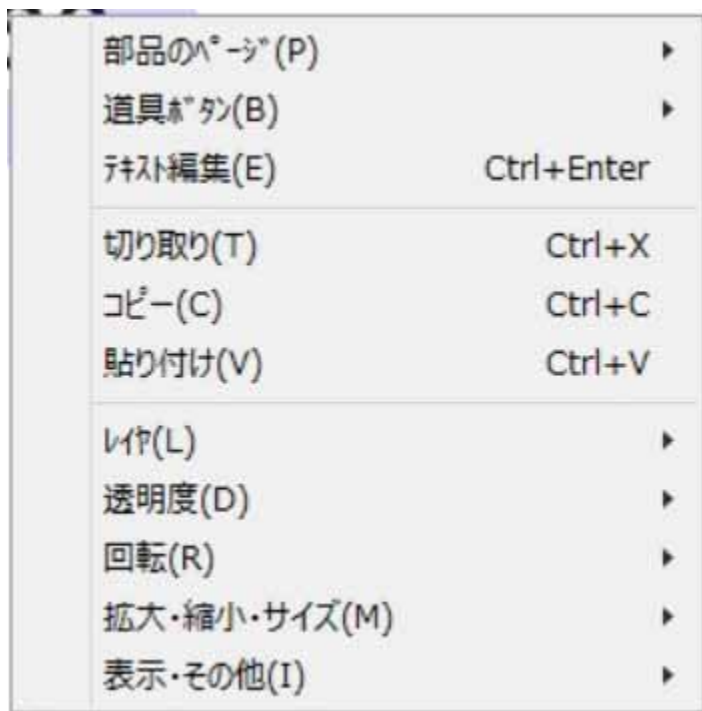 部品のﾍﾟｰｼﾞ(P)
道具ﾎﾞﾀﾝ(B)
ﾃｷｽﾄ編集(E) Ctrl+Enter
切り取り(T) Ctrl+X
コピー(C) Ctrl+C
貼り付け(V) Ctrl+V
ﾚｲﾔ(L)
透明度(D)
回転(R)
拡大･縮小･サイズ(M)
表示･その他(I)